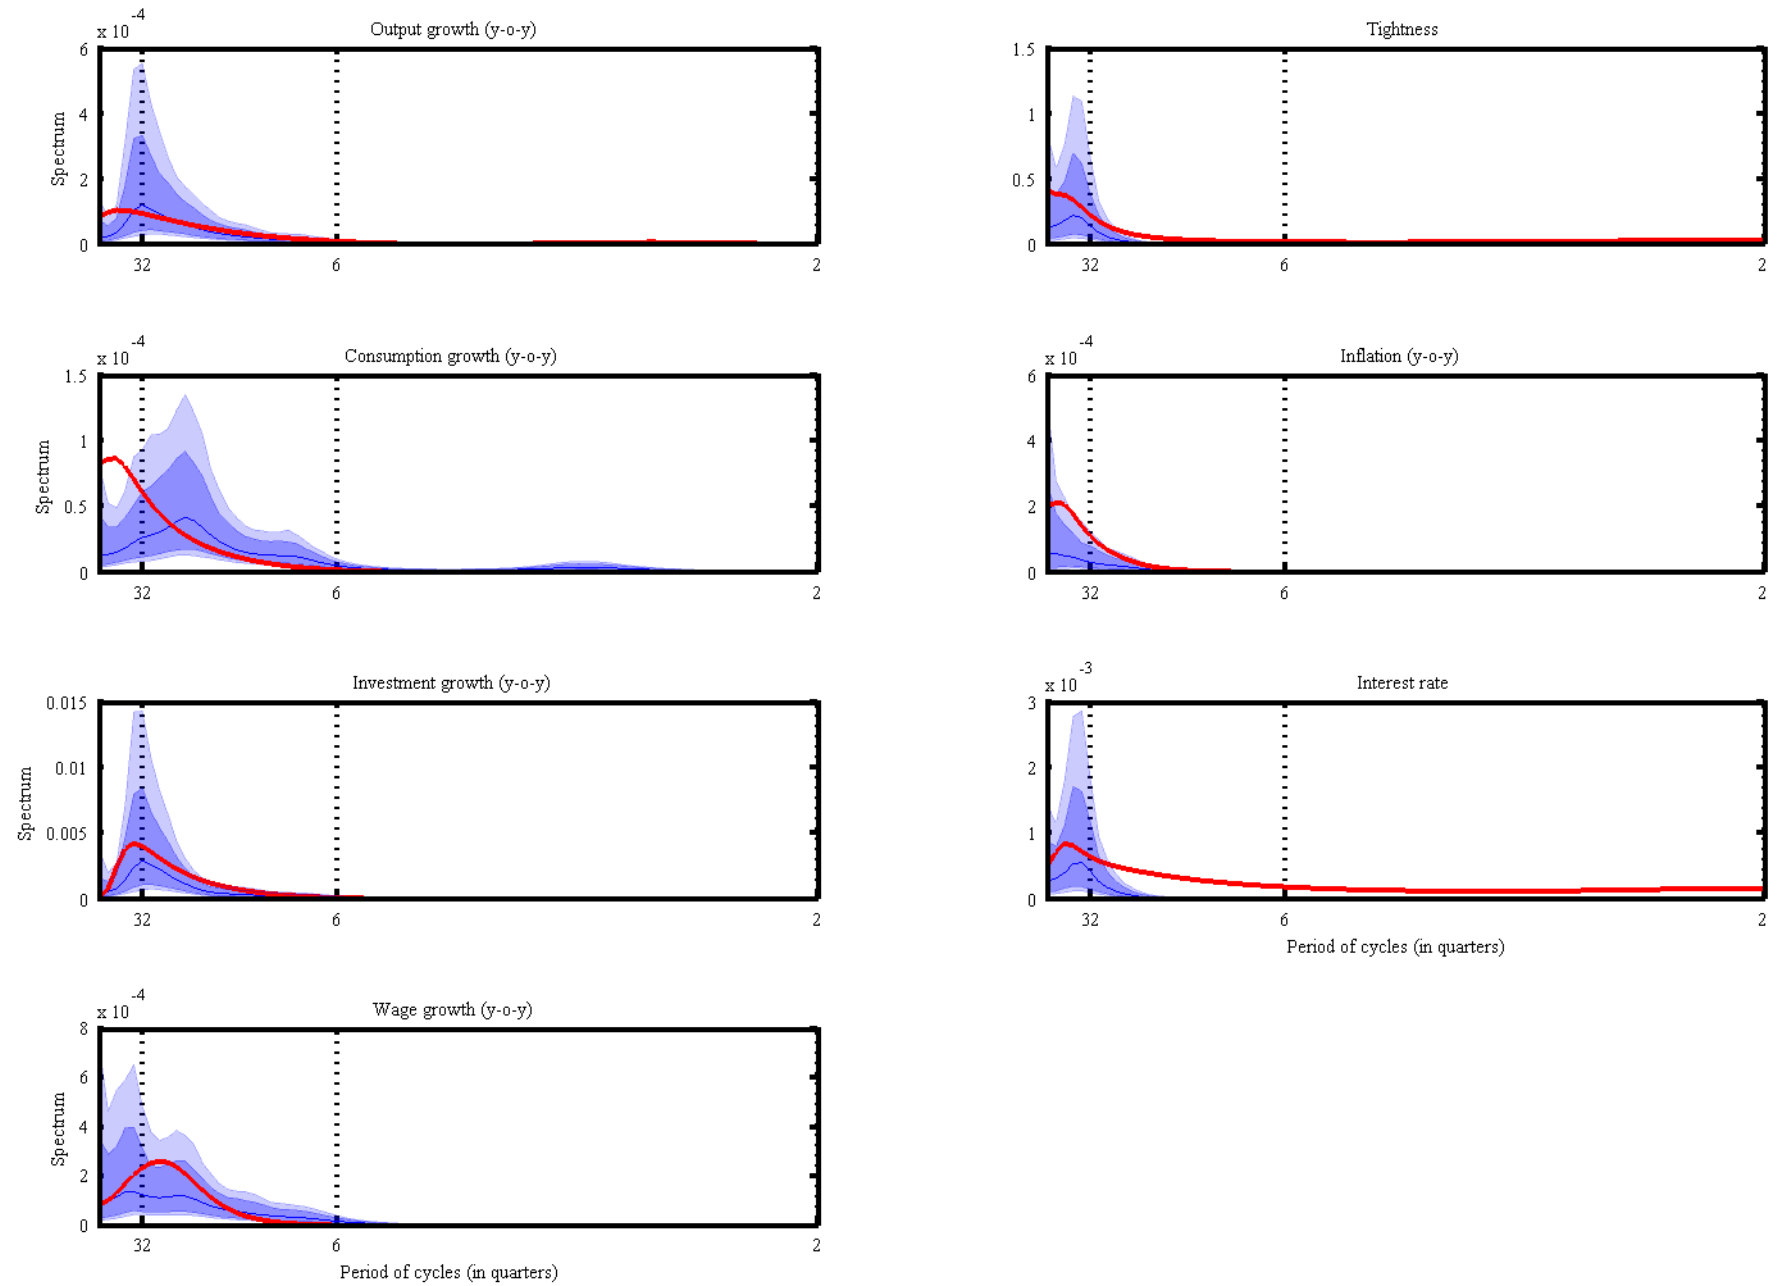 Output growth (y-o-y)
x 10 -4
6
4
2
0
Spectrum
32 6 2
Tightness
1.5
1
0.5
0
32 6 2
Consumption growth (y-o-y)
x 10 -4
1.5
1
0.5
0
Spectrum
32 6 2
Inflation (y-o-y)
x 10 -4
6
4
2
0
32 6 2
Investment growth (y-o-y)
0.015
0.01
0.005
0
Spectrum
32 6 2
Interest rate
x 10 -3
3
2
1
0
32 6 2
Period of cycles (in quarters)
Wage growth (y-o-y)
x 10 -4
8
6
4
2
0
Spectrum
32 6 2
Period of cycles (in quarters)